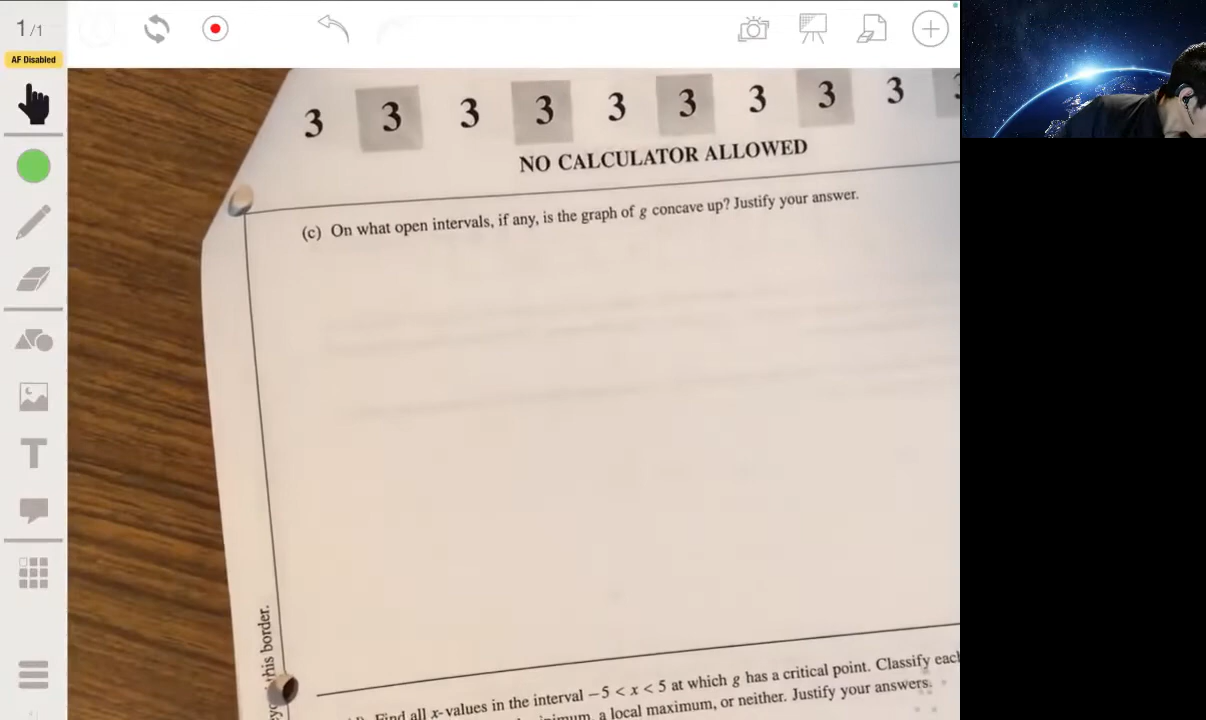 1/1
AF Disabled
T
3 3 3 3 3 3 3 3 3
NO CALCULATOR ALLOWED
(c) On what open intervals, if any, is the graph of g concave up? Justify your answer.
this border.
Find all x-values in the interval −5 < x < 5 at which g has a critical point. Classify each
a local maximum, or neither. Justify your answers.